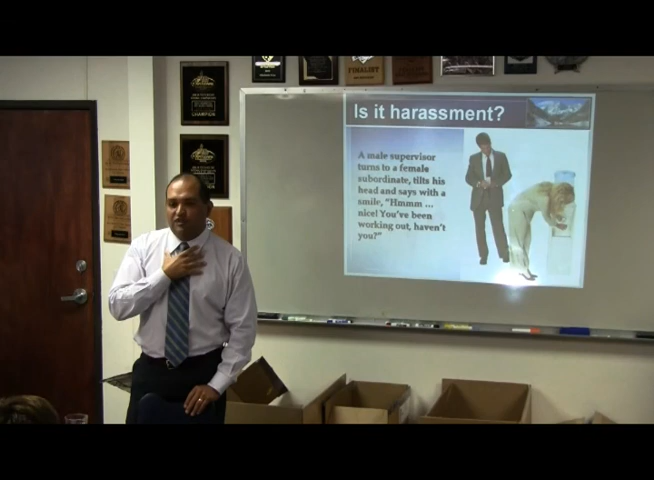 FINALIST
CHAMPION
Is it harassment?
A male supervisor
turns to a female
subordinate, tilts his
head and says with a
smile, "Hmmm ...
nice! You've been
working out, haven't
you?"